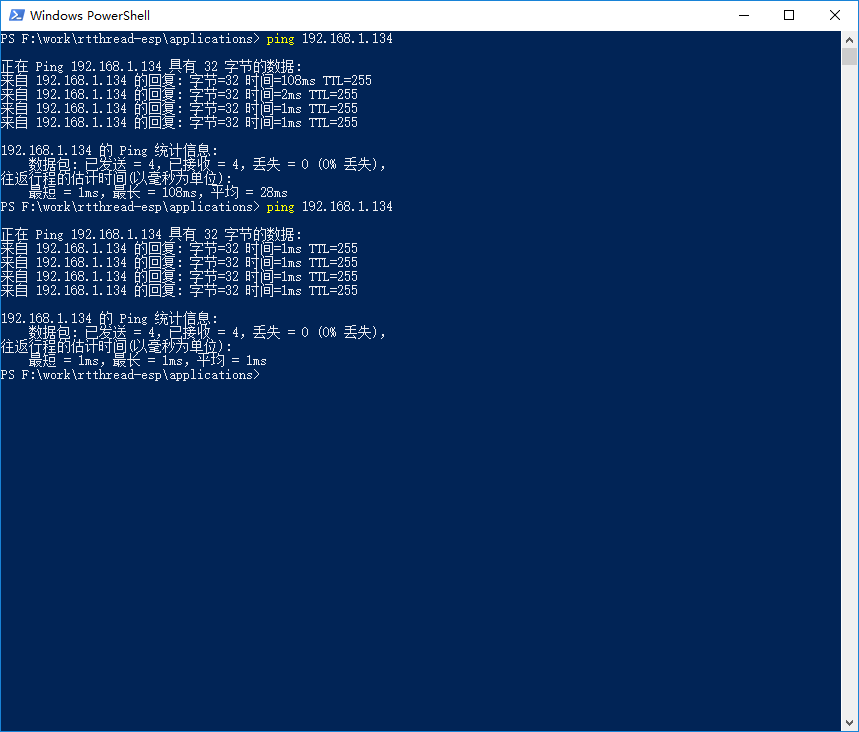 Windows PowerShell
PS F:\work\rtthread-esp\applications> ping 192.168.1.134
正在 Ping 192.168.1.134 具有 32 字节的数据:
来自 192.168.1.134 的回复: 字节=32 时间=108ms TTL=255
来自 192.168.1.134 的回复: 字节=32 时间=2ms TTL=255
来自 192.168.1.134 的回复: 字节=32 时间=1ms TTL=255
来自 192.168.1.134 的回复: 字节=32 时间=1ms TTL=255
192.168.1.134 的 Ping 统计信息:
数据包: 已发送 = 4，已接收 = 4，丢失 = 0 (0% 丢失)，
往返行程的估计时间(以毫秒为单位):
最短 = 1ms，最长 = 108ms，平均 = 28ms
PS F:\work\rtthread-esp\applications> ping 192.168.1.134
正在 Ping 192.168.1.134 具有 32 字节的数据:
来自 192.168.1.134 的回复: 字节=32 时间=1ms TTL=255
来自 192.168.1.134 的回复: 字节=32 时间=1ms TTL=255
来自 192.168.1.134 的回复: 字节=32 时间=1ms TTL=255
来自 192.168.1.134 的回复: 字节=32 时间=1ms TTL=255
192.168.1.134 的 Ping 统计信息:
数据包: 已发送 = 4，已接收 = 4，丢失 = 0 (0% 丢失)，
往返行程的估计时间(以毫秒为单位):
最短 = 1ms，最长 = 1ms，平均 = 1ms
PS F:\work\rtthread-esp\applications>